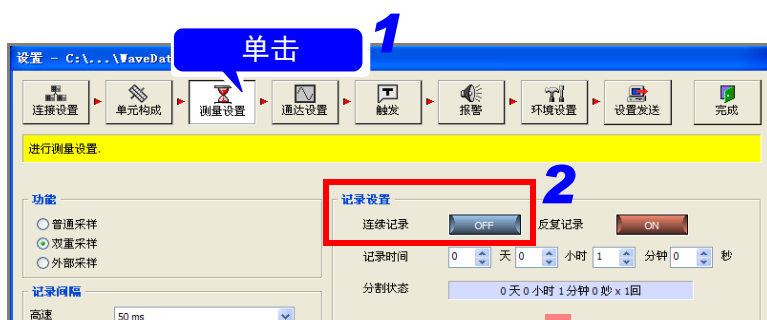 1
单击
设置 - C:\...\WaveDat
连接设置 单元构成 测量设置 通达设置 触发 报警 环境设置 设置发送 完成
进行测量设置.
2
功能
普通采样
双重采样
外部采样
记录间隔
高速 50 ms
记录设置
连续记录 OFF 反复记录 ON
记录时间 0 天 0 小时 1 分钟 0 秒
分割状态 0 天 0 小时 1 分钟 0 妙 x 1回